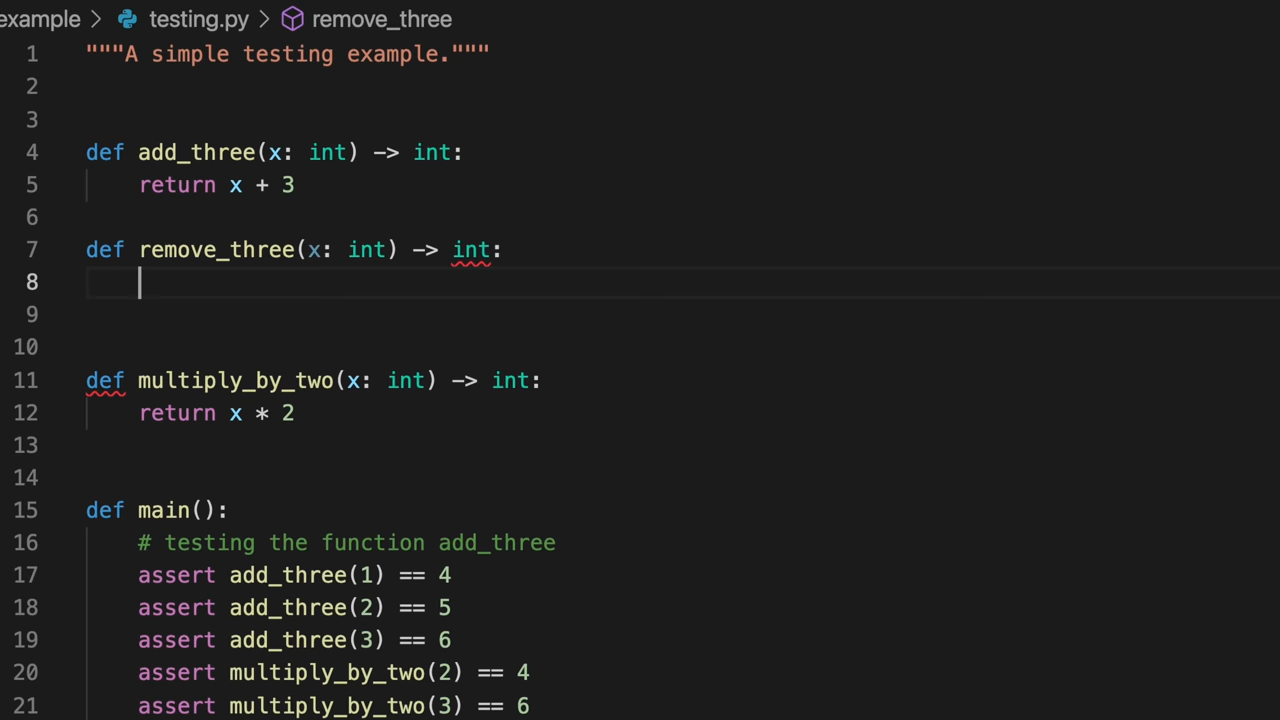 example > testing.py > remove_three
1 """A simple testing example."""
2
3
4 def add_three(x: int) -> int:
5     return x + 3
6
7 def remove_three(x: int) -> int:
8
9
10
11 def multiply_by_two(x: int) -> int:
12     return x * 2
13
14
15 def main():
16     # testing the function add_three
17     assert add_three(1) == 4
18     assert add_three(2) == 5
19     assert add_three(3) == 6
20     assert multiply_by_two(2) == 4
21     assert multiply_by_two(3) == 6